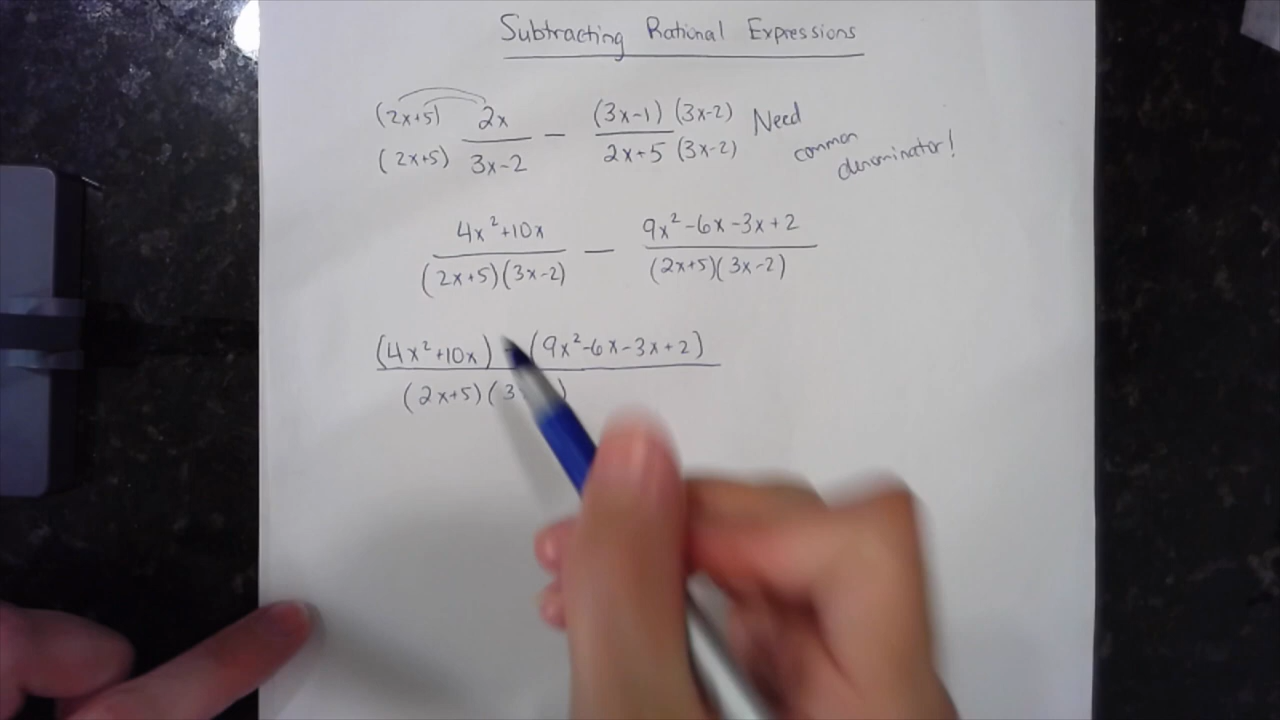 Subtracting Rational Expressions
(2x+5) 2x — (3x-1) (3x-2) Need
(2x+5) 3x-2 2x+5 (3x-2) common
denominator!
4x²+10x — 9x²-6x-3x+2
(2x+5)(3x-2) (2x+5)(3x-2)
(4x²+10x) (9x²-6x-3x+2)
(2x+5)(3